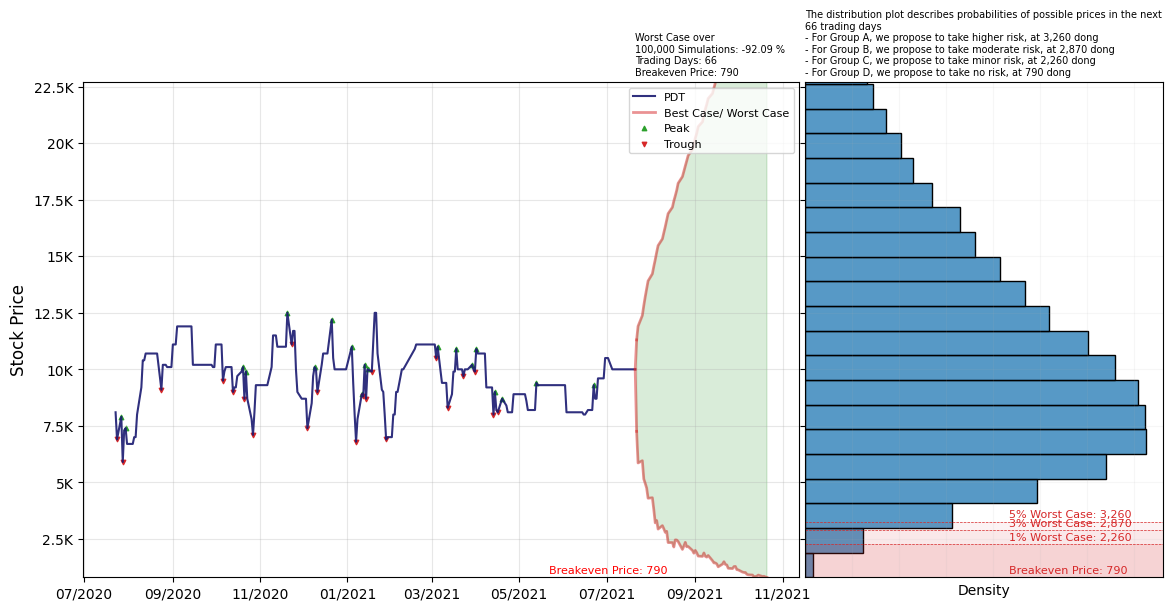 The distribution plot describes probabilities of possible prices in the next
66 trading days
- For Group A, we propose to take higher risk, at 3,260 dong
- For Group B, we propose to take moderate risk, at 2,870 dong
- For Group C, we propose to take minor risk, at 2,260 dong
- For Group D, we propose to take no risk, at 790 dong
Worst Case over
100,000 Simulations: -92.09 %
Trading Days: 66
Breakeven Price: 790
PDT
Best Case/ Worst Case
Peak
Trough
Stock Price
22.5K
20K
17.5K
15K
12.5K
10K
7.5K
5K
2.5K
Breakeven Price: 790
5% Worst Case: 3,260
3% Worst Case: 2,870
1% Worst Case: 2,260
Breakeven Price: 790
07/2020
09/2020
11/2020
01/2021
03/2021
05/2021
07/2021
09/2021
11/2021
Density